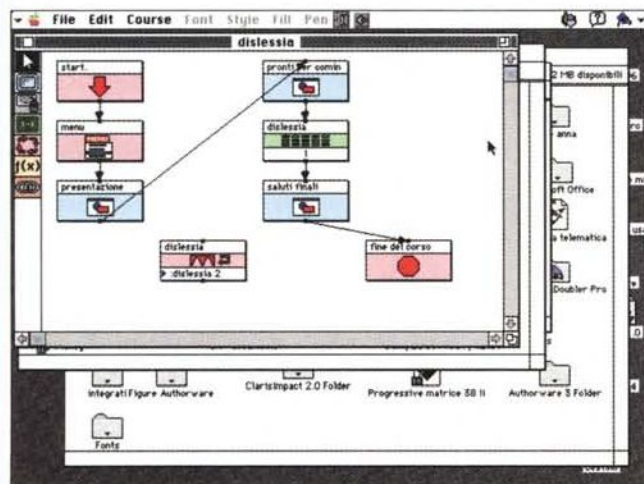 File Edit Course Font Style Fill Pen
dislessia
start.
pronti per comin
menu
dislessia
presentazione
saluti finali
dislessia
:dislessia 2
fine del corso
f(x)
2 MB disponibili
anna
oft Office
a telematica
Doubler Pro
integrati
Figure Authorware
ClarisImpact 2.0 Folder
Progressive matrice 38 II
Authorware 3 Folder
Fonts